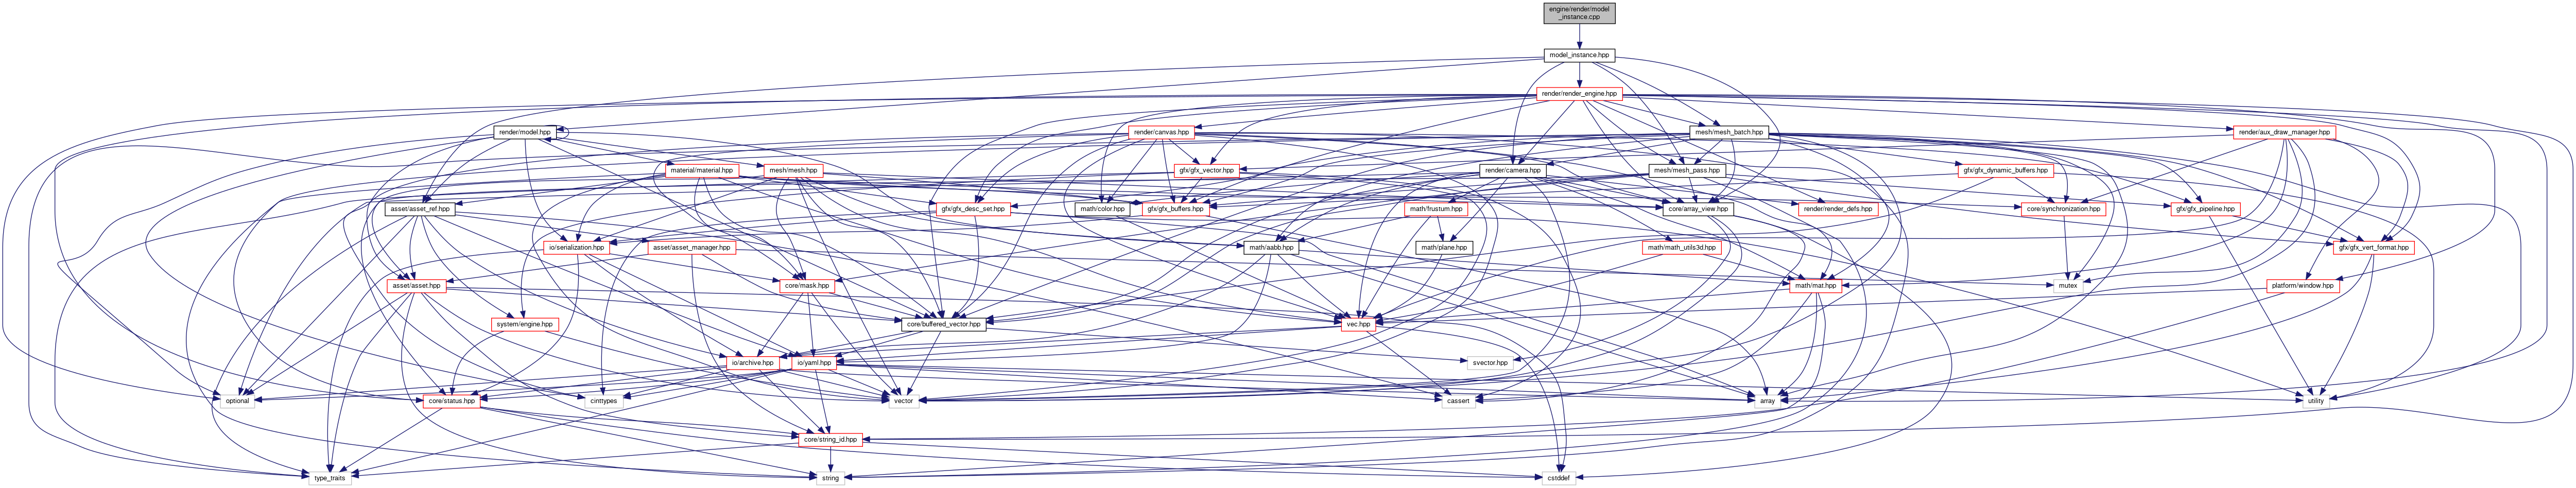 engine/render/model
_instance.cpp
model_instance.hpp
render/render_engine.hpp
render/model.hpp
render/canvas.hpp
mesh/mesh_batch.hpp
render/aux_draw_manager.hpp
material/material.hpp
mesh/mesh.hpp
gfx/gfx_vector.hpp
render/camera.hpp
mesh/mesh_pass.hpp
gfx/gfx_dynamic_buffers.hpp
asset/asset_ref.hpp
gfx/gfx_desc_set.hpp
math/color.hpp
gfx/gfx_buffers.hpp
math/frustum.hpp
core/array_view.hpp
render/render_defs.hpp
core/synchronization.hpp
gfx/gfx_pipeline.hpp
io/serialization.hpp
asset/asset_manager.hpp
math/aabb.hpp
math/plane.hpp
math/math_utils3d.hpp
gfx/gfx_vert_format.hpp
asset/asset.hpp
core/mask.hpp
math/mat.hpp
mutex
platform/window.hpp
system/engine.hpp
core/buffered_vector.hpp
vec.hpp
io/archive.hpp
io/yaml.hpp
svector.hpp
optional
core/status.hpp
cinttypes
vector
cassert
array
utility
core/string_id.hpp
type_traits
string
cstddef